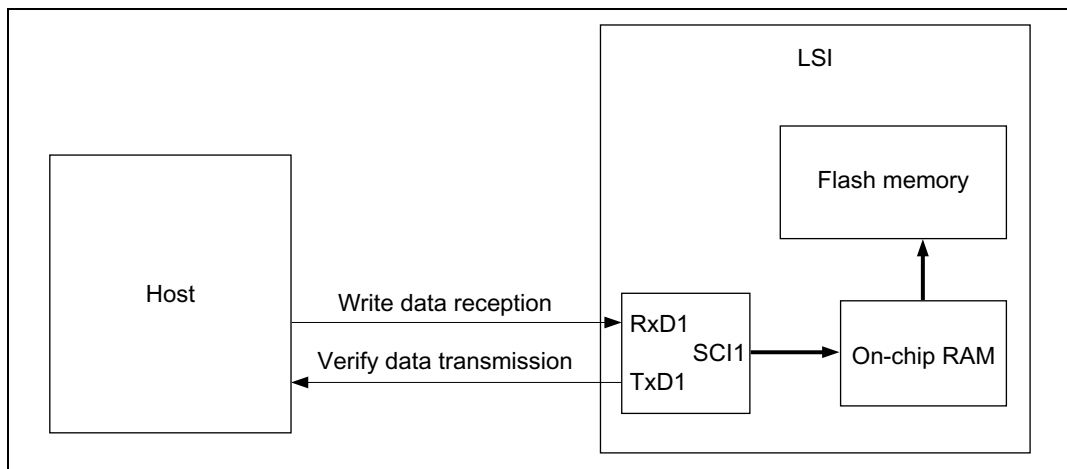 LSI
Flash memory
Host
Write data reception
RxD1
SCI1
On-chip RAM
Verify data transmission
TxD1